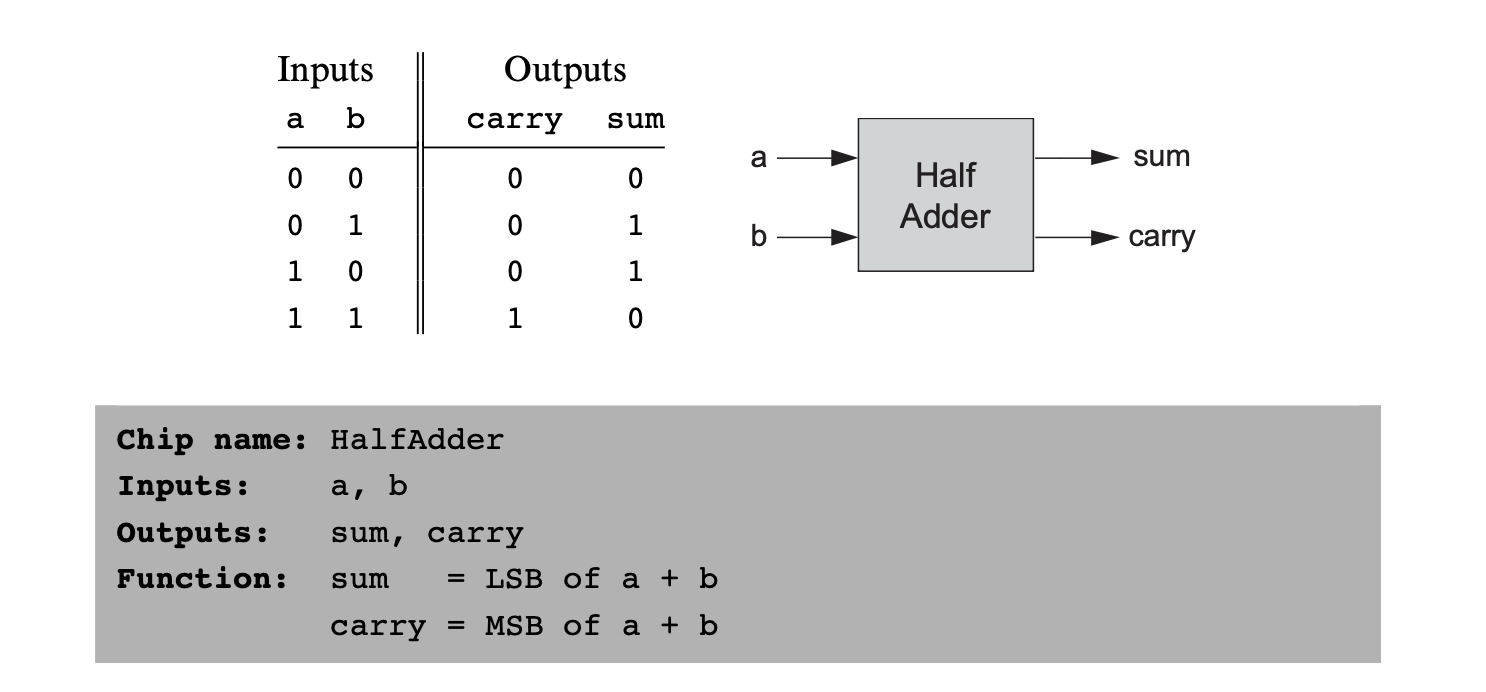 Inputs Outputs
a b carry sum
0 0 0 0
0 1 0 1
1 0 0 1
1 1 1 0
a
b
Half
Adder
sum
carry
Chip name: HalfAdder
Inputs: a, b
Outputs: sum, carry
Function: sum = LSB of a + b
carry = MSB of a + b